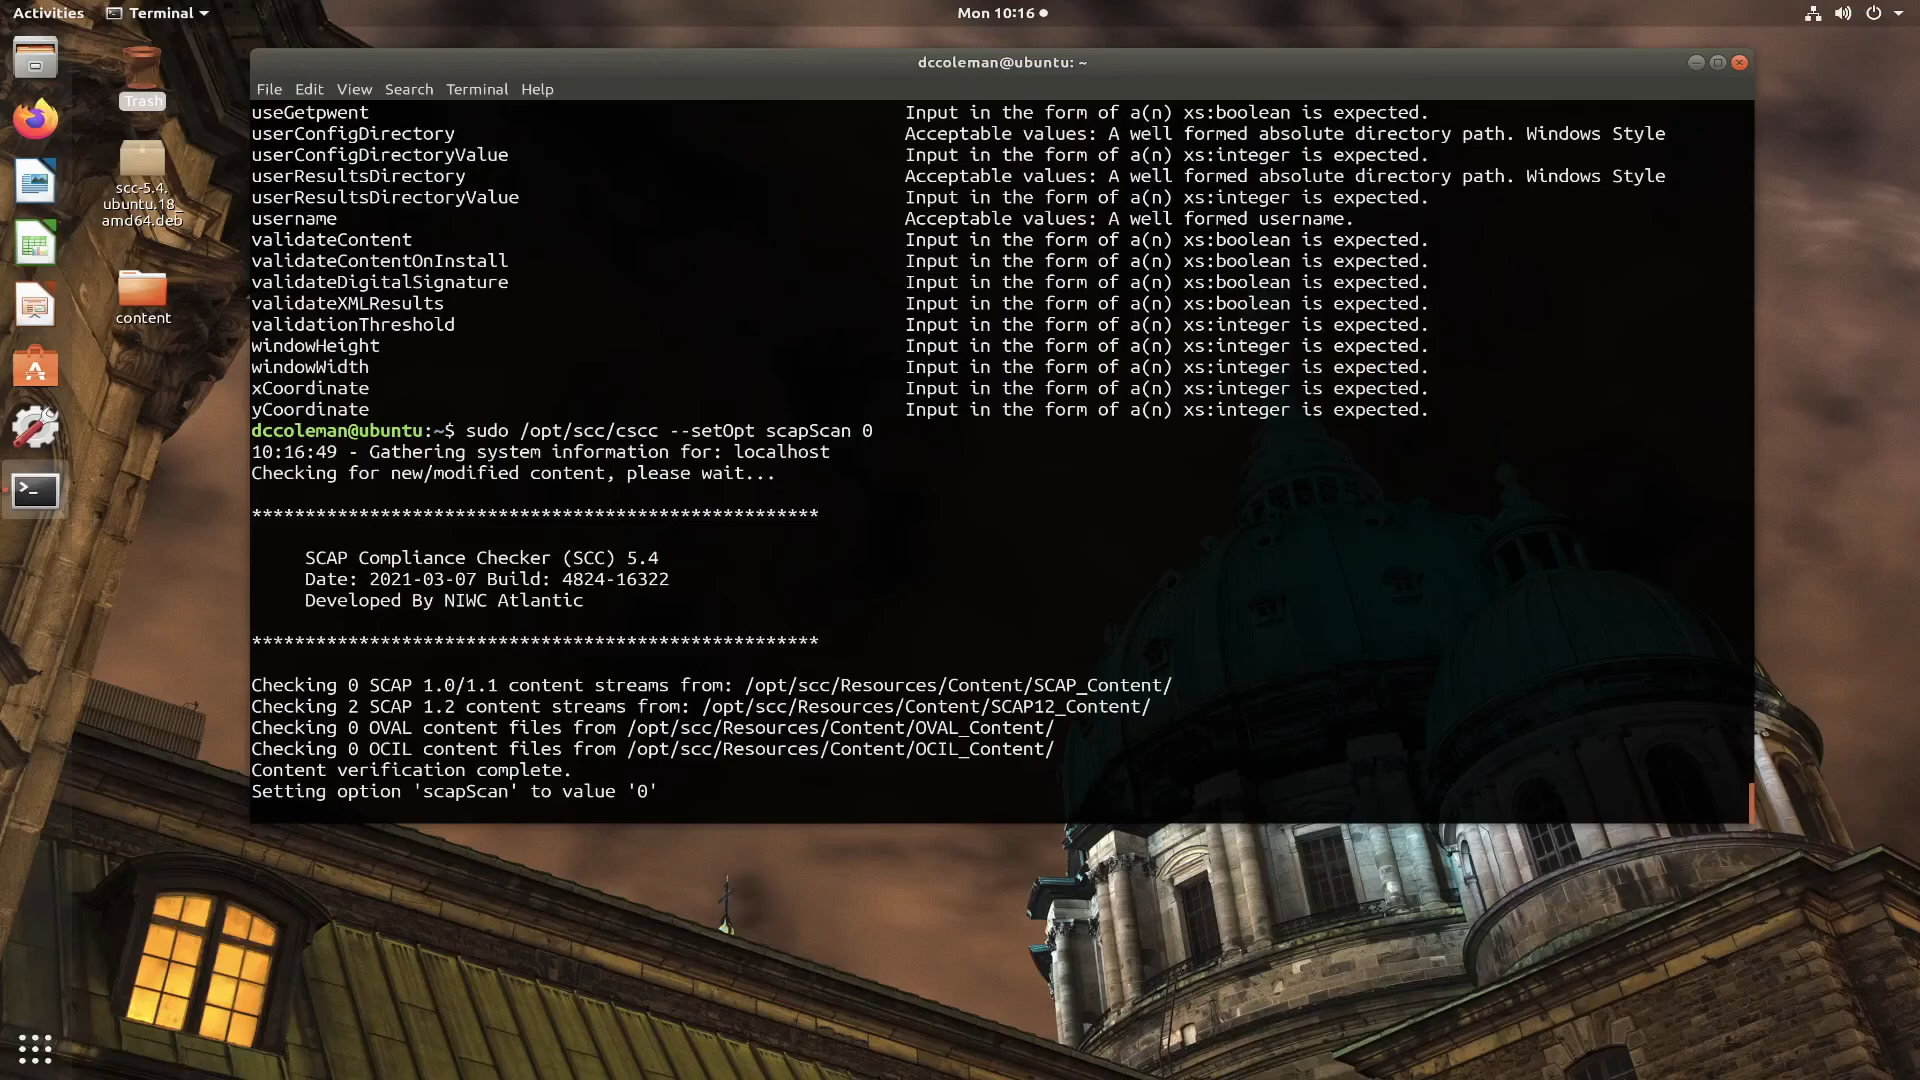 Activities Terminal Mon 10:16
Trash
scc-5.4.
ubuntu.18_
amd64.deb
content
dccoleman@ubuntu: ~
File Edit View Search Terminal Help
useGetpwent Input in the form of a(n) xs:boolean is expected.
userConfigDirectory Acceptable values: A well formed absolute directory path. Windows Style
userConfigDirectoryValue Input in the form of a(n) xs:integer is expected.
userResultsDirectory Acceptable values: A well formed absolute directory path. Windows Style
userResultsDirectoryValue Input in the form of a(n) xs:integer is expected.
username Acceptable values: A well formed username.
validateContent Input in the form of a(n) xs:boolean is expected.
validateContentOnInstall Input in the form of a(n) xs:boolean is expected.
validateDigitalSignature Input in the form of a(n) xs:boolean is expected.
validateXMLResults Input in the form of a(n) xs:boolean is expected.
validationThreshold Input in the form of a(n) xs:integer is expected.
windowHeight Input in the form of a(n) xs:integer is expected.
windowWidth Input in the form of a(n) xs:integer is expected.
xCoordinate Input in the form of a(n) xs:integer is expected.
yCoordinate Input in the form of a(n) xs:integer is expected.
dccoleman@ubuntu:~$ sudo /opt/scc/cscc --setOpt scapScan 0
10:16:49 - Gathering system information for: localhost
Checking for new/modified content, please wait...
*****************************************************
SCAP Compliance Checker (SCC) 5.4
Date: 2021-03-07 Build: 4824-16322
Developed By NIWC Atlantic
*****************************************************
Checking 0 SCAP 1.0/1.1 content streams from: /opt/scc/Resources/Content/SCAP_Content/
Checking 2 SCAP 1.2 content streams from: /opt/scc/Resources/Content/SCAP12_Content/
Checking 0 OVAL content files from /opt/scc/Resources/Content/OVAL_Content/
Checking 0 OCIL content files from /opt/scc/Resources/Content/OCIL_Content/
Content verification complete.
Setting option 'scapScan' to value '0'